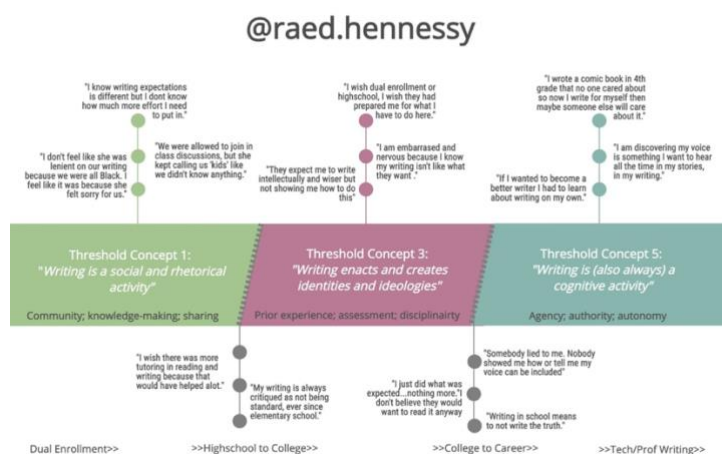 @raed.hennessy
"I know writing expectations
is different but I dont know
how much more effort I need
to put in."
"We were allowed to join in
class discussions, but she
kept calling us 'kids' like
we didn't know anything."
"I don't feel like she was
lenient on our writing
because we were all Black. I
feel like it was because she
felt sorry for us."
"I wish dual enrollment or
highschool, I wish they had
prepared me for what I
have to do here."
"I am embarrased and
nervous because I know
my writing isn't like what
they want ."
"They expect me to write
intellectually and wiser but
not showing me how to do
this"
"I wrote a comic book in 4th
grade that no one cared about
so now I write for myself then
maybe someone else will care
about it."
"I am discovering my voice
is something I want to hear
all the time in my stories,
in my writing."
"If I wanted to become a
better writer I had to learn
about writing on my own."
Threshold Concept 1:
"Writing is a social and rhetorical
activity"
Community; knowledge-making; sharing
Threshold Concept 3:
"Writing enacts and creates
identities and ideologies"
Prior experience; assessment; disciplinairty
Threshold Concept 5:
"Writing is (also always) a
cognitive activity"
Agency; authority; autonomy
"I wish there was more
tutoring in reading and
writing because that
would have helped alot."
"My writing is always
critiqued as not being
standard, ever since
elementary school."
"Somebody lied to me. Nobody
showed me how or tell me my
voice can be included"
"I just did what was
expected...nothing more."I
don't believe they would
want to read it anyway
"Writing in school means
to not write the truth."
Dual Enrollment>>
>>Highschool to College>>
>>College to Career>>
>>Tech/Prof Writing>>